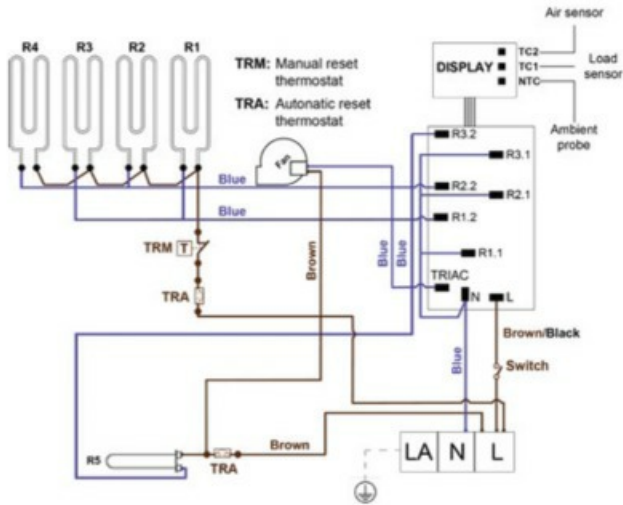 R4
R3
R2
R1
TRM: Manual reset
thermostat
TRA: Autonatic reset
thermostat
Air sensor
DISPLAY
TC2
TC1
NTC
Load
sensor
Ambient
probe
Fan
Blue
Blue
Brown
Blue
Blue
R3.2
R3.1
R2.2
R2.1
R1.2
R1.1
TRIAC
N
L
TRM
T
TRA
Brown/Black
Switch
Blue
R5
TRA
Brown
LA
N
L